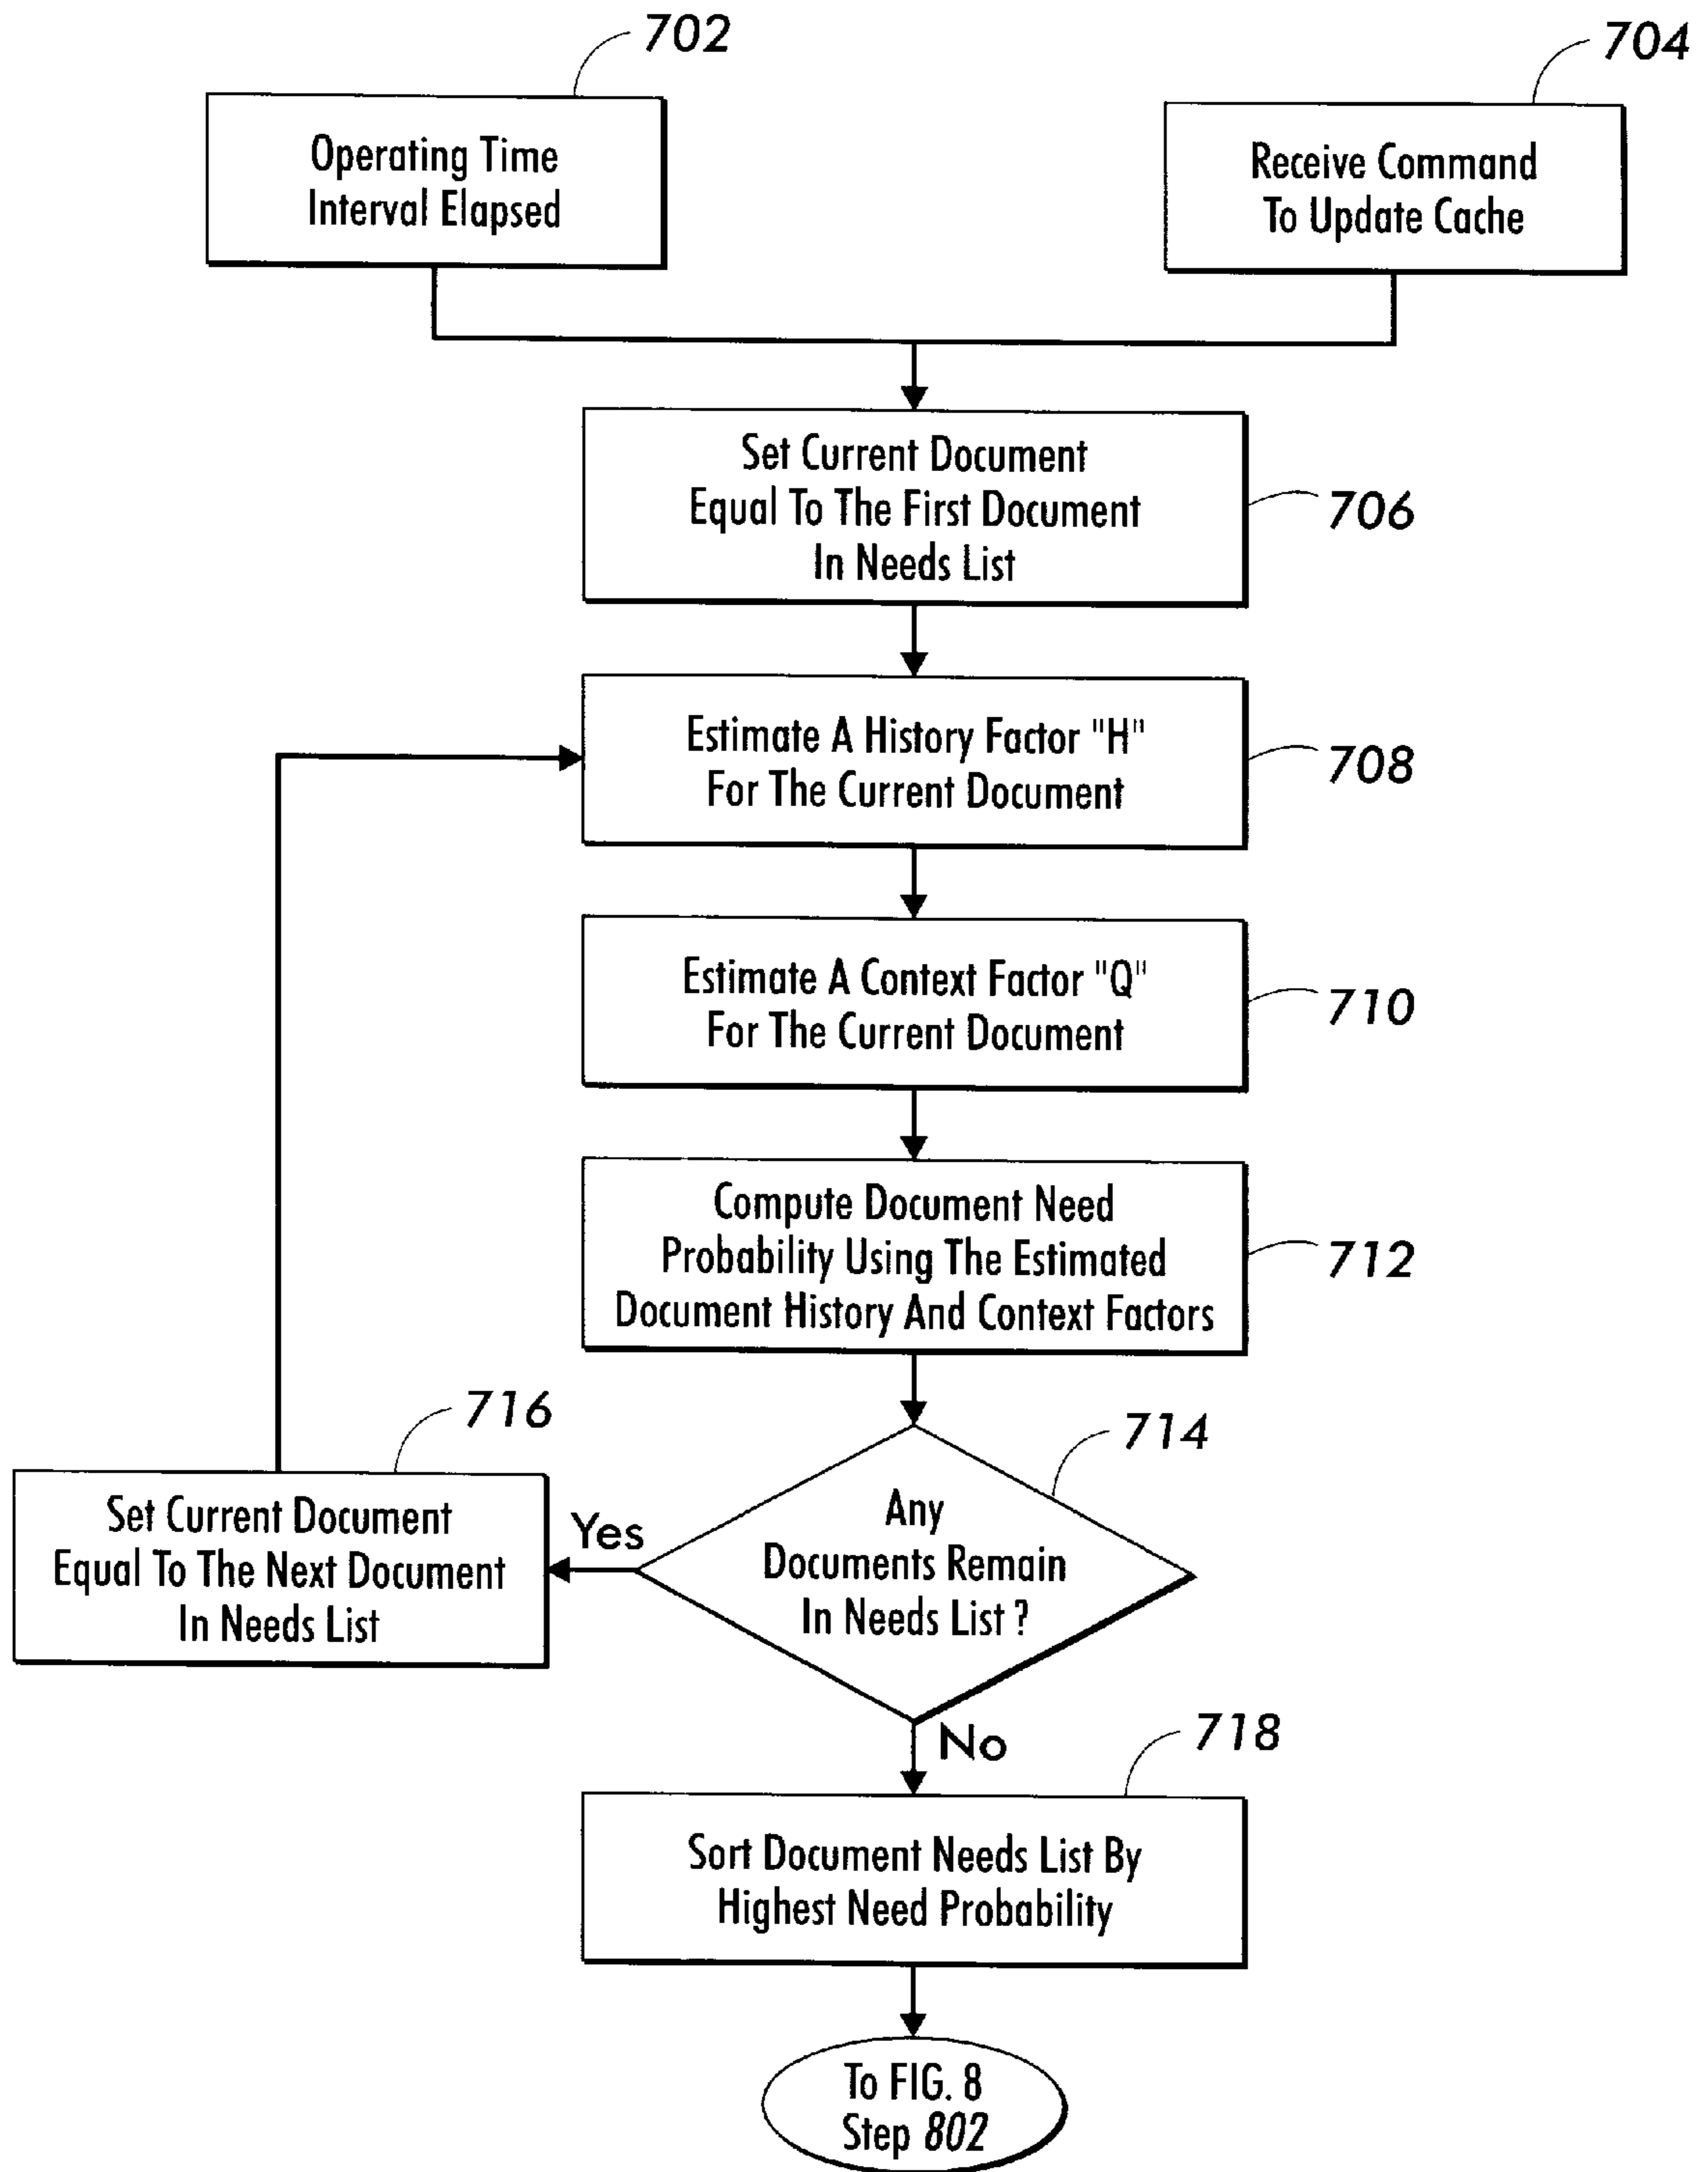 702
704
Operating Time
Interval Elapsed
Receive Command
To Update Cache
Set Current Document
Equal To The First Document
In Needs List
706
Estimate A History Factor "H"
For The Current Document
708
Estimate A Context Factor "Q"
For The Current Document
710
Compute Document Need
Probability Using The Estimated
Document History And Context Factors
712
716
714
Set Current Document
Equal To The Next Document
In Needs List
Yes
Any
Documents Remain
In Needs List ?
No
718
Sort Document Needs List By
Highest Need Probability
To FIG. 8
Step 802